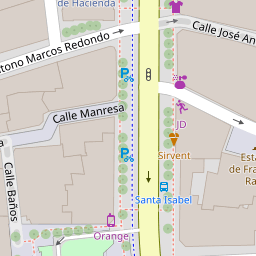 de Hacienda
ítono Marcos Redondo
Calle José An
Calle Manresa
JD
Sirvent
Esta
de Fra
Ra
Santa Isabel
Calle Baños
Orange